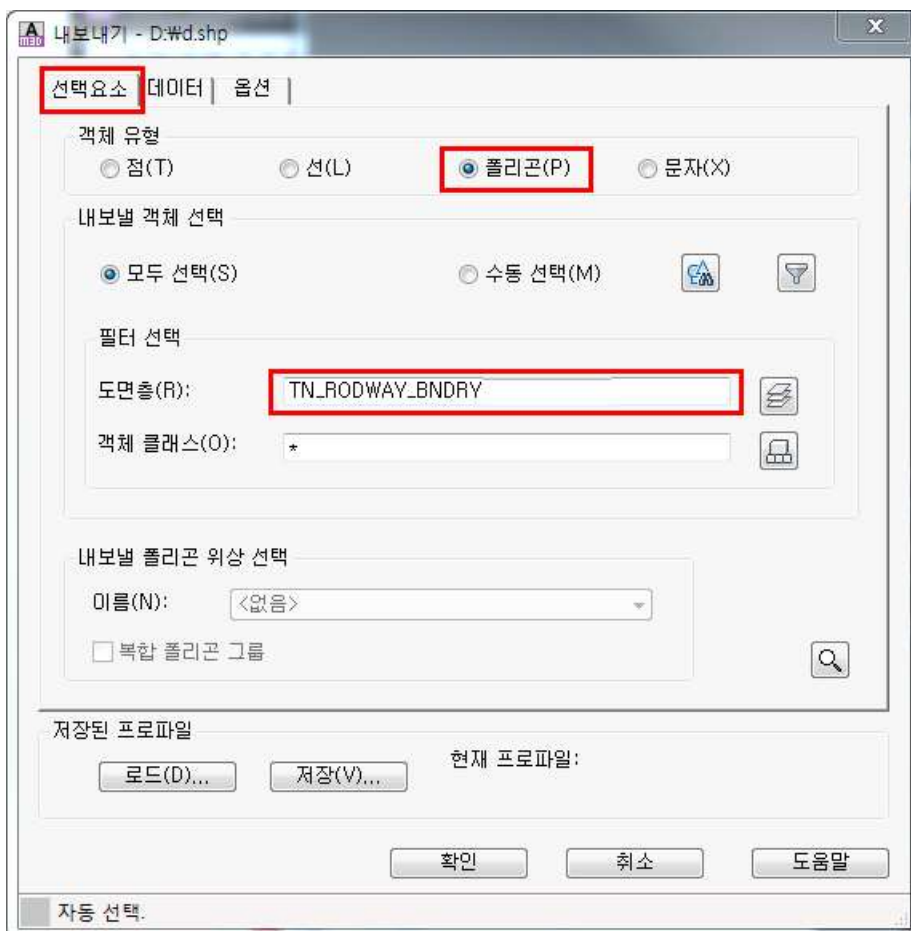 내보내기 - D:￦d.shp
선택요소 데이터 옵션
객체 유형
점(T) 선(L) 폴리곤(P) 문자(X)
내보낼 객체 선택
모두 선택(S) 수동 선택(M)
필터 선택
도면층(R): TN_RODWAY_BNDRY
객체 클래스(O): *
내보낼 폴리곤 위상 선택
이름(N): <없음>
복합 폴리곤 그룹
저장된 프로파일
로드(D)... 저장(V)... 현재 프로파일:
확인 취소 도움말
자동 선택.